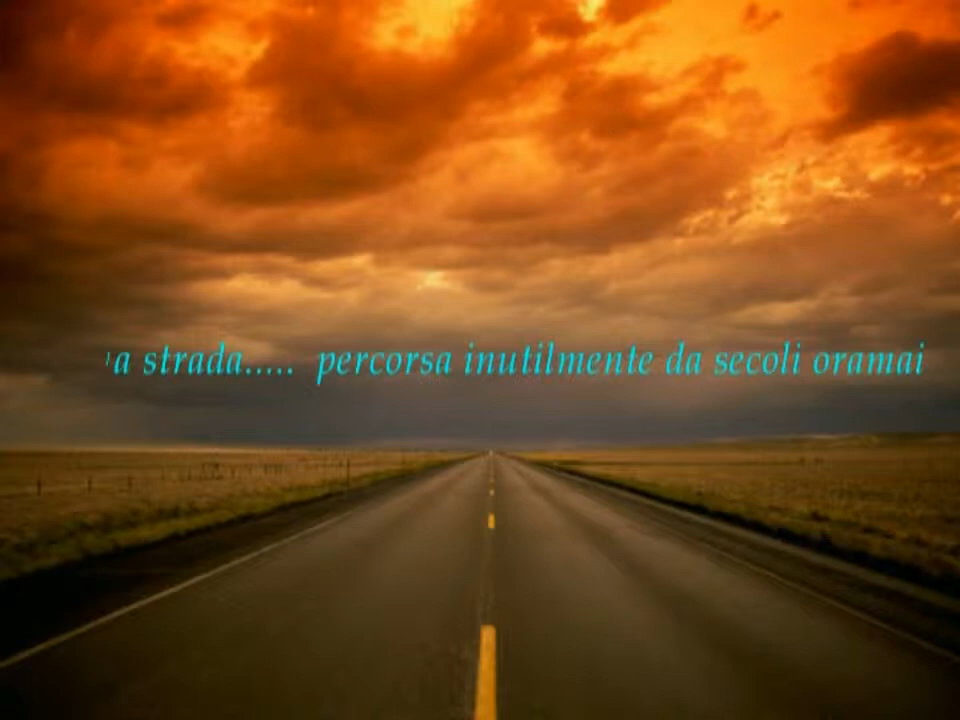 a strada..... percorsa inutilmente da secoli oramai